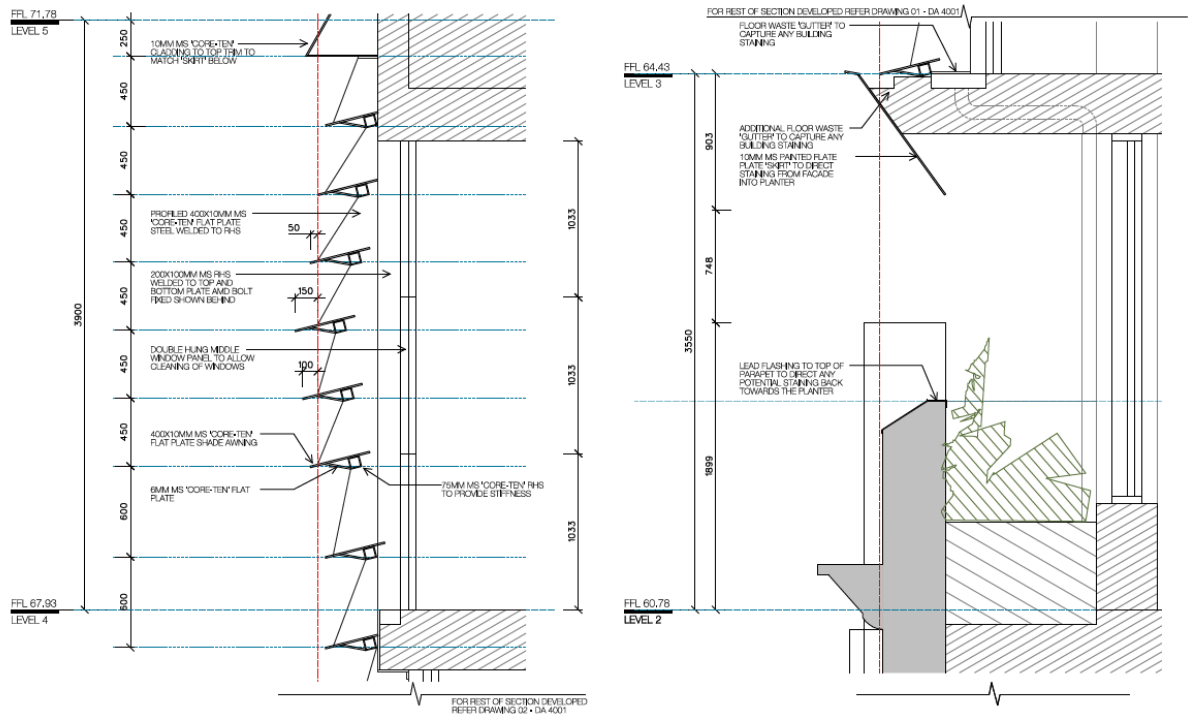 FFL 71.78
LEVEL 5
250
10MM MS 'CORE-TEN'
CLADDING TO TOP TRIM TO
MATCH 'SKIRT' BELOW
450
450
450
PROFILED 400X10MM MS
'CORE-TEN' FLAT PLATE
STEEL WELDED TO RHS
50
1033
450
200X100MM MS RHS
WELDED TO TOP AND
BOTTOM PLATE AMD BOLT
FIXED SHOWN BEHIND
150
3900
450
DOUBLE HUNG MIDDLE
WINDOW PANEL TO ALLOW
CLEANING OF WINDOWS
100
1033
450
400X10MM MS 'CORE-TEN'
FLAT PLATE SHADE AWNING
6MM MS 'CORE-TEN' FLAT
PLATE
75MM MS 'CORE-TEN' RHS
TO PROVIDE STIFFNESS
600
1033
FFL 67.93
LEVEL 4
600
FOR REST OF SECTION DEVELOPED
REFER DRAWING 02 - DA 4001
FOR REST OF SECTION DEVELOPED REFER DRAWING 01 - DA 4001
FLOOR WASTE 'GUTTER' TO
CAPTURE ANY BUILDING
STAINING
FFL 64.43
LEVEL 3
903
ADDITIONAL FLOOR WASTE
'GUTTER' TO CAPTURE ANY
BUILDING STAINING
10MM MS PAINTED FLATE
PLATE 'SKIRT' TO DIRECT
STAINING FROM FACADE
INTO PLANTER
748
3550
LEAD FLASHING TO TOP OF
PARAPET TO DIRECT ANY
POTENTIAL STAINING BACK
TOWARDS THE PLANTER
1899
FFL 60.78
LEVEL 2